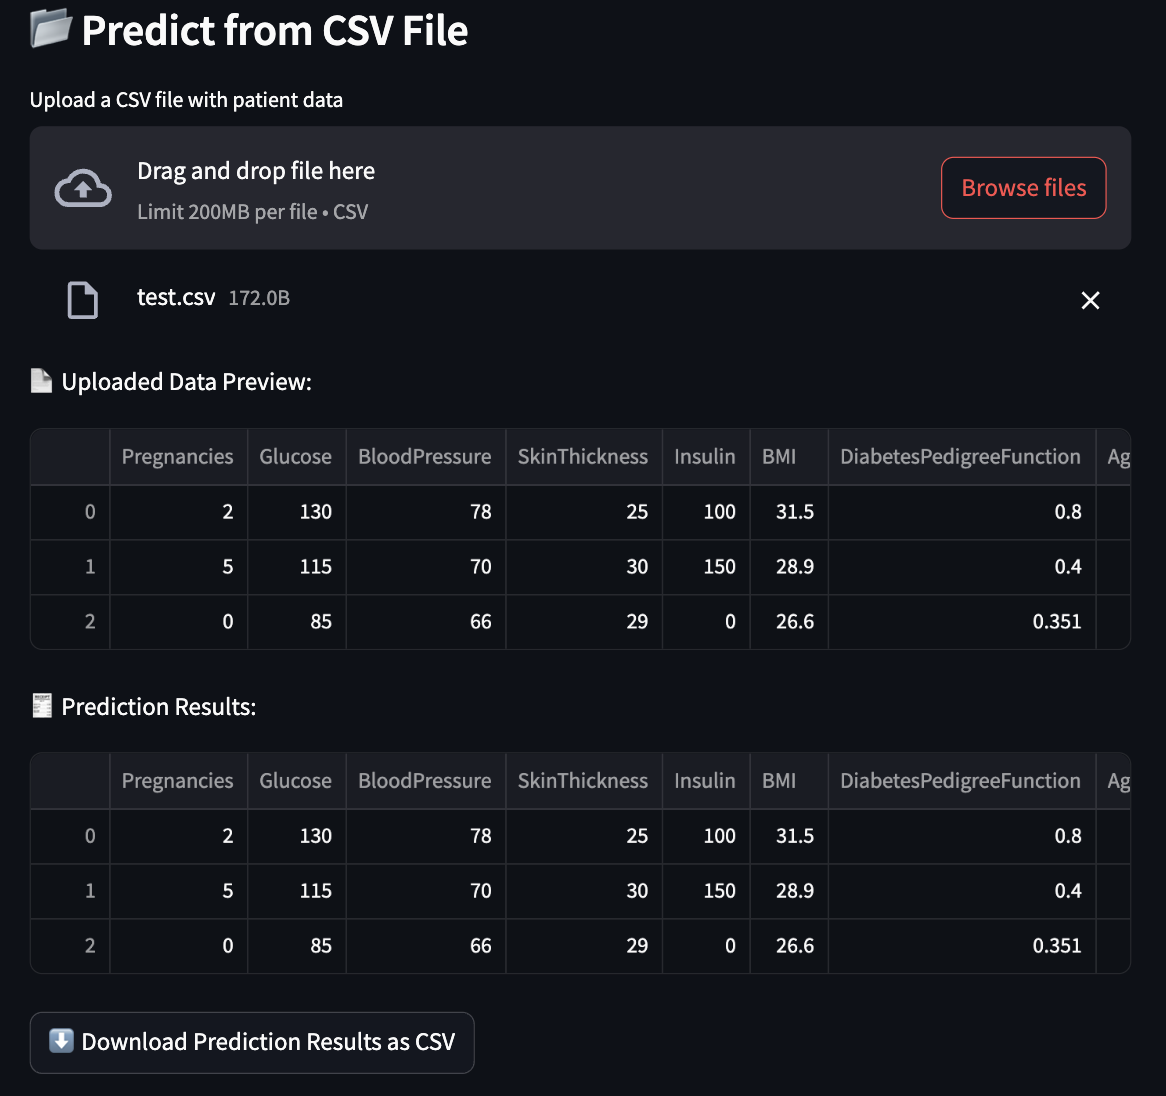 Predict from CSV File
Upload a CSV file with patient data
Drag and drop file here
Limit 200MB per file • CSV
Browse files
test.csv 172.0B
Uploaded Data Preview:
Pregnancies Glucose BloodPressure SkinThickness Insulin BMI DiabetesPedigreeFunction Ag
0 2 130 78 25 100 31.5 0.8
1 5 115 70 30 150 28.9 0.4
2 0 85 66 29 0 26.6 0.351
Prediction Results:
Pregnancies Glucose BloodPressure SkinThickness Insulin BMI DiabetesPedigreeFunction Ag
0 2 130 78 25 100 31.5 0.8
1 5 115 70 30 150 28.9 0.4
2 0 85 66 29 0 26.6 0.351
Download Prediction Results as CSV